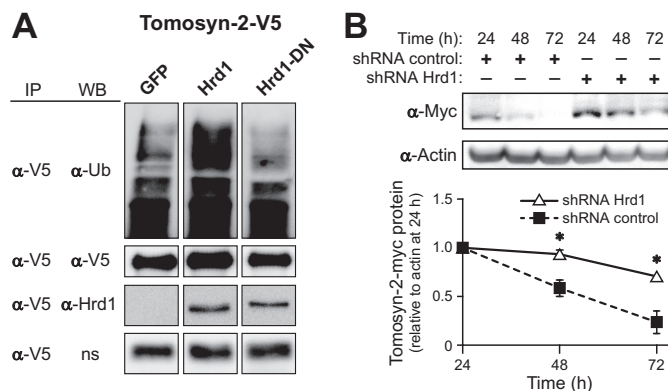 A
Tomosyn-2-V5
IP WB GFP Hrd1 Hrd1-DN
α-V5 α-Ub
α-V5 α-V5
α-V5 α-Hrd1
α-V5 ns
B
Time (h): 24 48 72 24 48 72
shRNA control: + + + – – –
shRNA Hrd1: – – – + + +
α-Myc
α-Actin
Tomosyn-2-myc protein
(relative to actin at 24 h)
1.5
1.0
0.5
0
shRNA Hrd1
shRNA control
* *
24 48 72
Time (h)